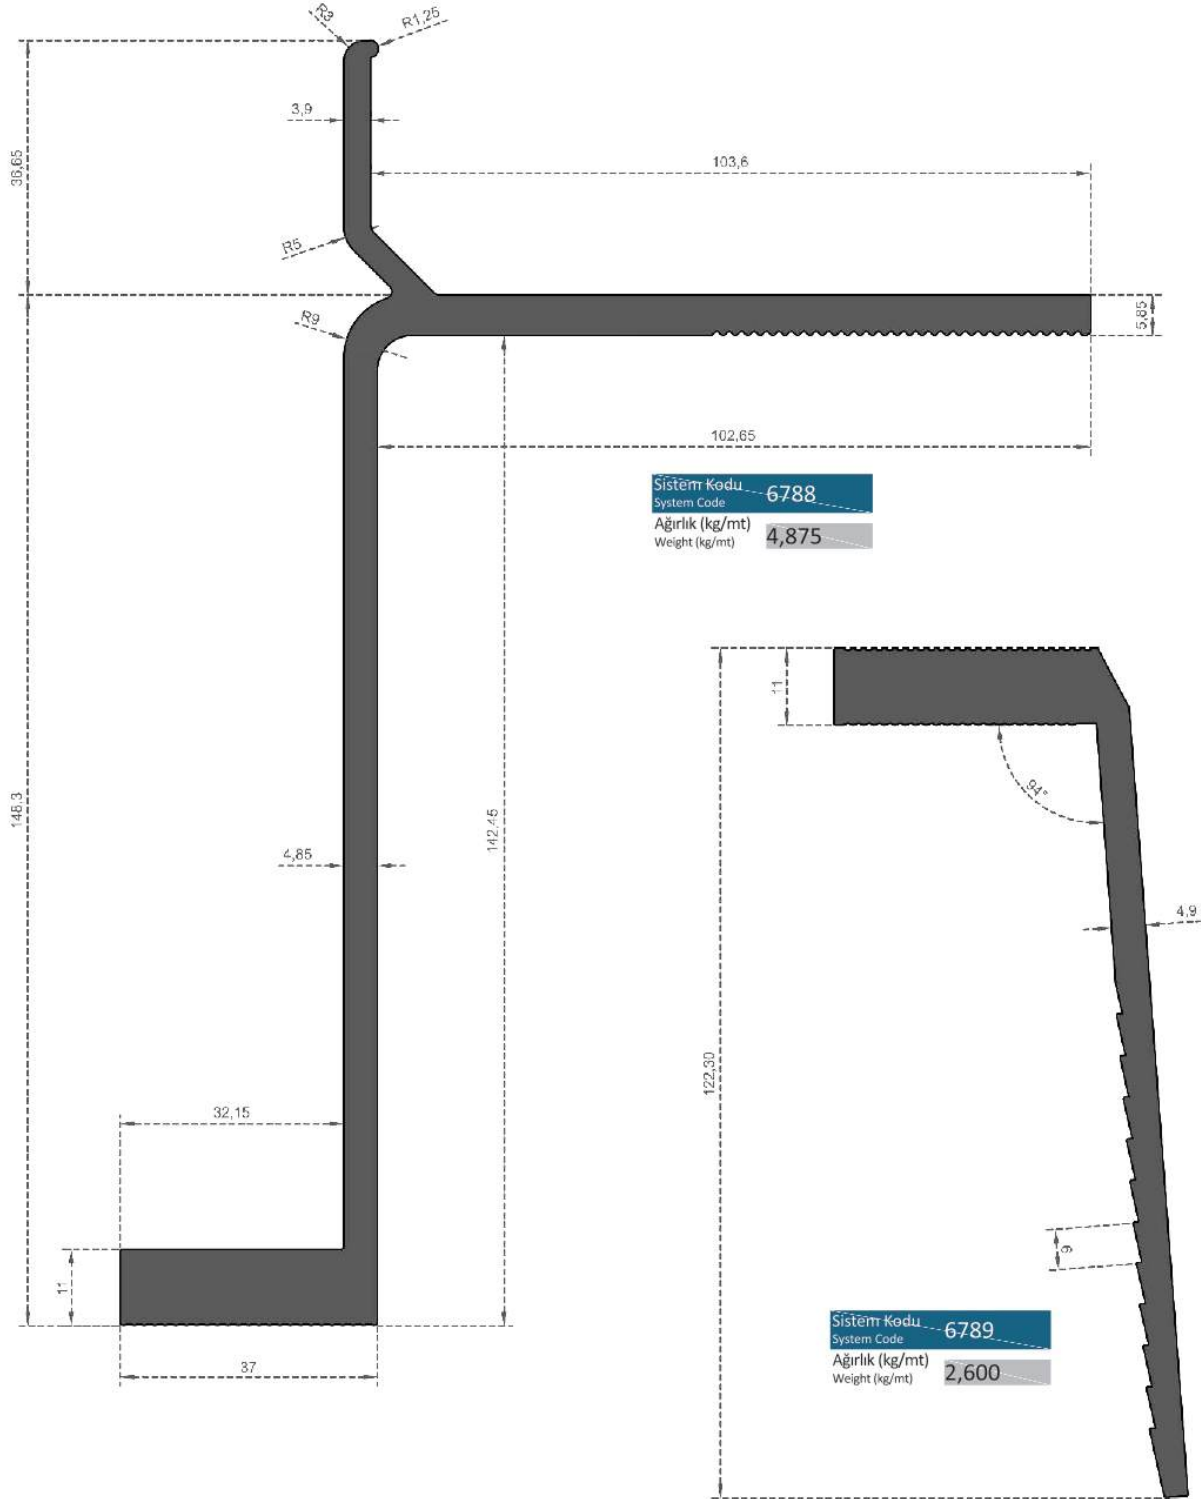 R3
R1,25
3,9
36,65
103,6
R5
R9
5,85
102,65
Sistem Kodu 6788
System Code
Ağırlık (kg/mt) 4,875
Weight (kg/mt)
11
94°
148,3
142,45
4,85
4,9
122,30
32,15
9
11
37
Sistem Kodu 6789
System Code
Ağırlık (kg/mt) 2,600
Weight (kg/mt)